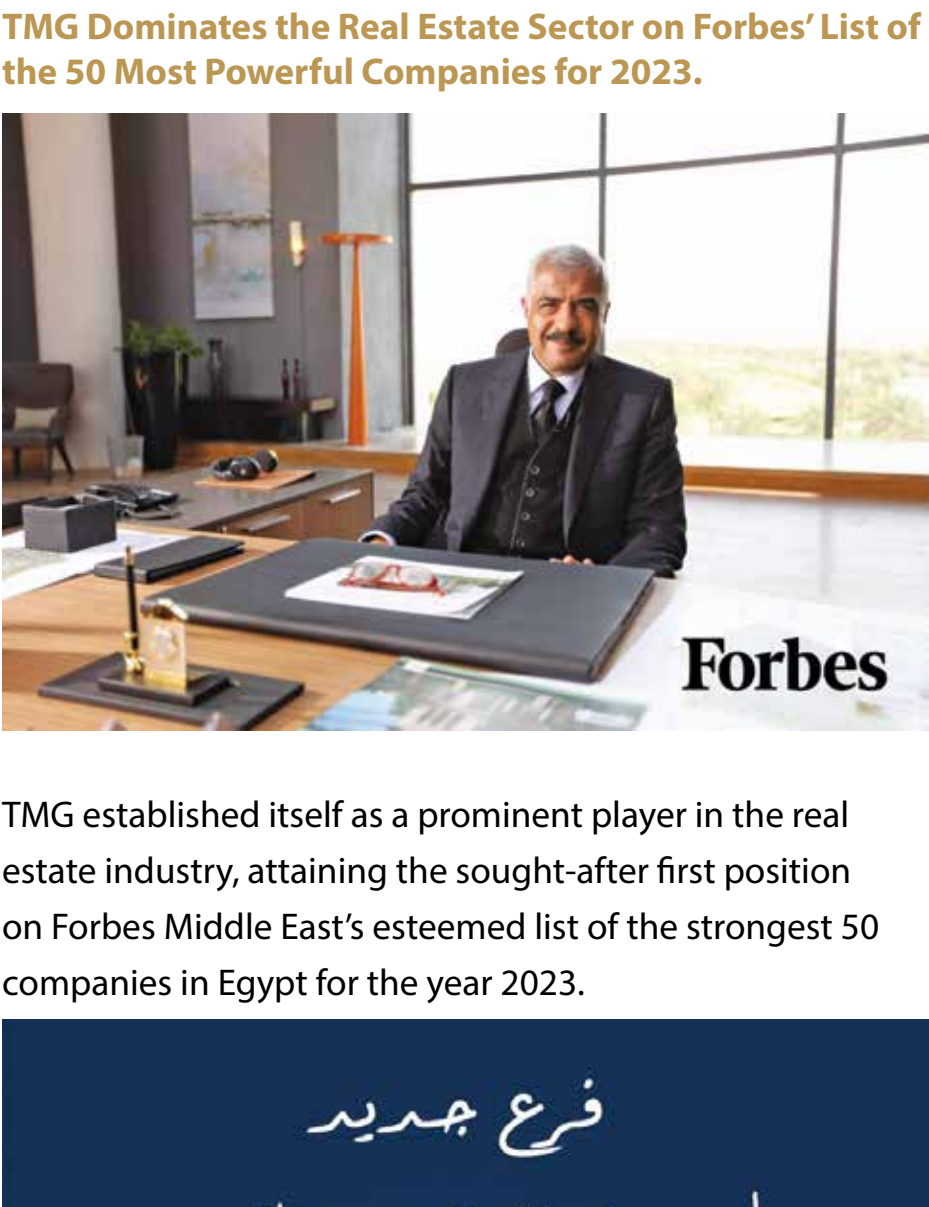 TMG Dominates the Real Estate Sector on Forbes’ List of
the 50 Most Powerful Companies for 2023.
Forbes
TMG established itself as a prominent player in the real
estate industry, attaining the sought-after first position
on Forbes Middle East’s esteemed list of the strongest 50
companies in Egypt for the year 2023.
فرع جديد